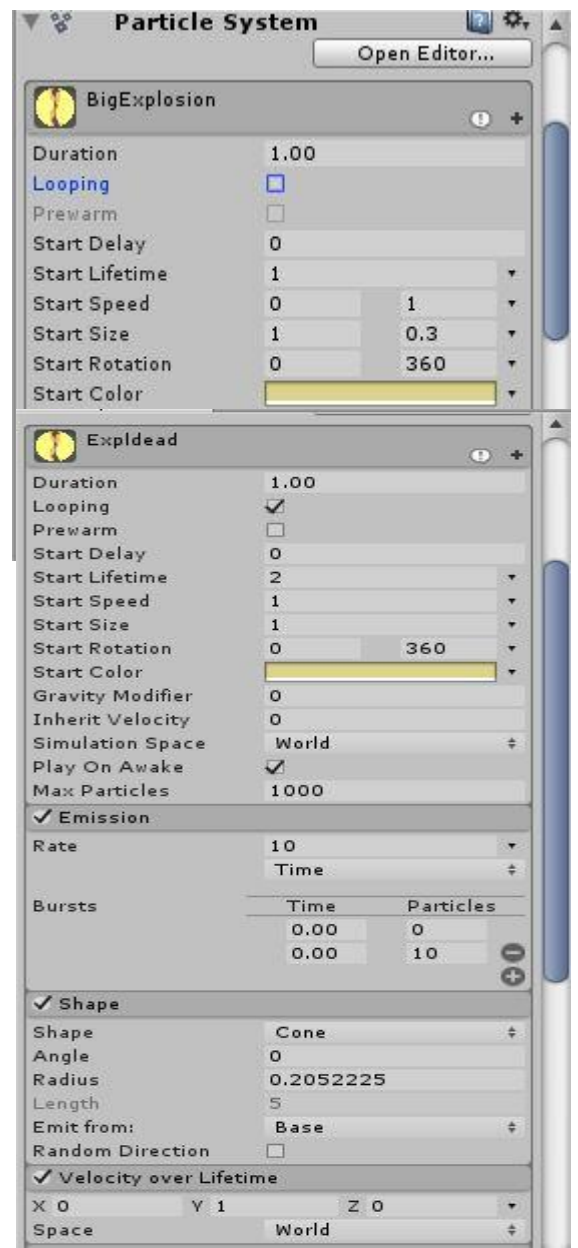 Particle System
Open Editor...
BigExplosion
Duration 1.00
Looping
Prewarm
Start Delay 0
Start Lifetime 1
Start Speed 0 1
Start Size 1 0.3
Start Rotation 0 360
Start Color
Expldead
Duration 1.00
Looping
Prewarm
Start Delay 0
Start Lifetime 2
Start Speed 1
Start Size 1
Start Rotation 0 360
Start Color
Gravity Modifier 0
Inherit Velocity 0
Simulation Space World
Play On Awake
Max Particles 1000
Emission
Rate 10
Time
Bursts Time Particles
0.00 0
0.00 10
Shape
Shape Cone
Angle 0
Radius 0.2052225
Length 5
Emit from: Base
Random Direction
Velocity over Lifetime
X 0 Y 1 Z 0
Space World